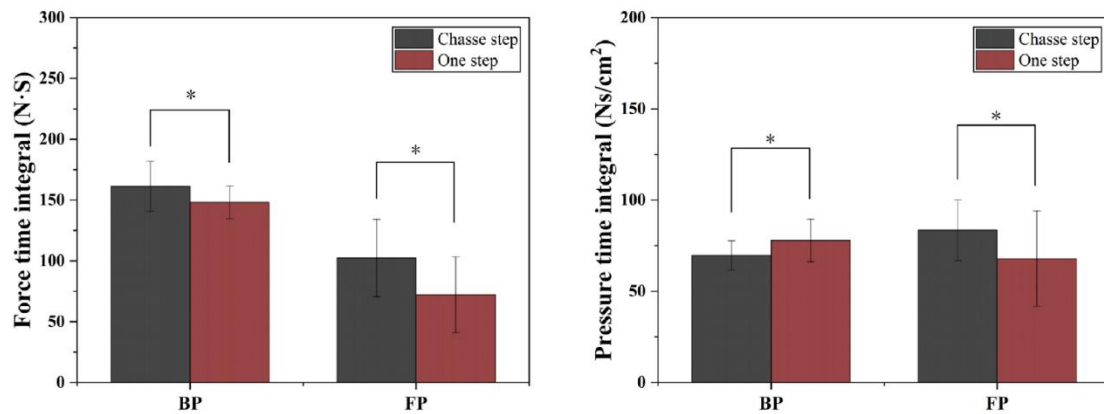 Force time integral (N·S)
300
250
200
150
100
50
0
Chasse step
One step
*
*
BP
FP
Pressure time integral (Ns/cm²)
200
150
100
50
0
Chasse step
One step
*
*
BP
FP